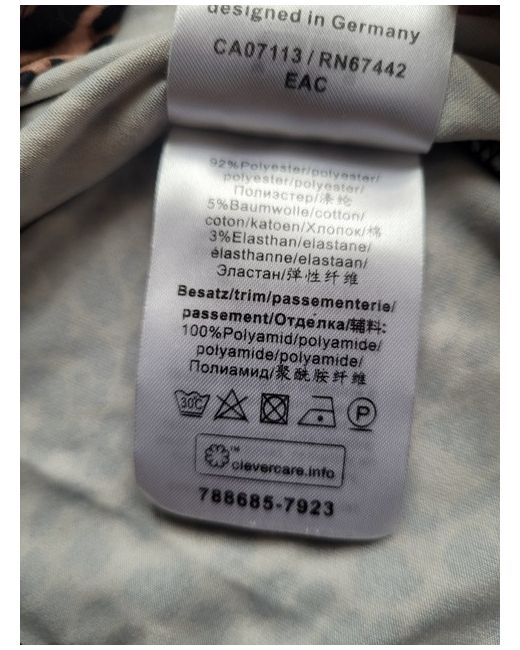 designed in Germany
CA07113 / RN67442
EAC
92%Polyester/polyester/
polyester/polyester/
Полиэстер/涤纶
5%Baumwolle/cotton/
coton/katoen/Хлопок/棉
3%Elasthan/elastane/
élasthanne/elastaan/
Эластан/弹性纤维
Besatz/trim/passementerie/
passement/Отделка/辅料:
100%Polyamid/polyamide/
polyamide/polyamide/
Полиамид/聚酰胺纤维
30C P
™
clevercare.info
788685-7923